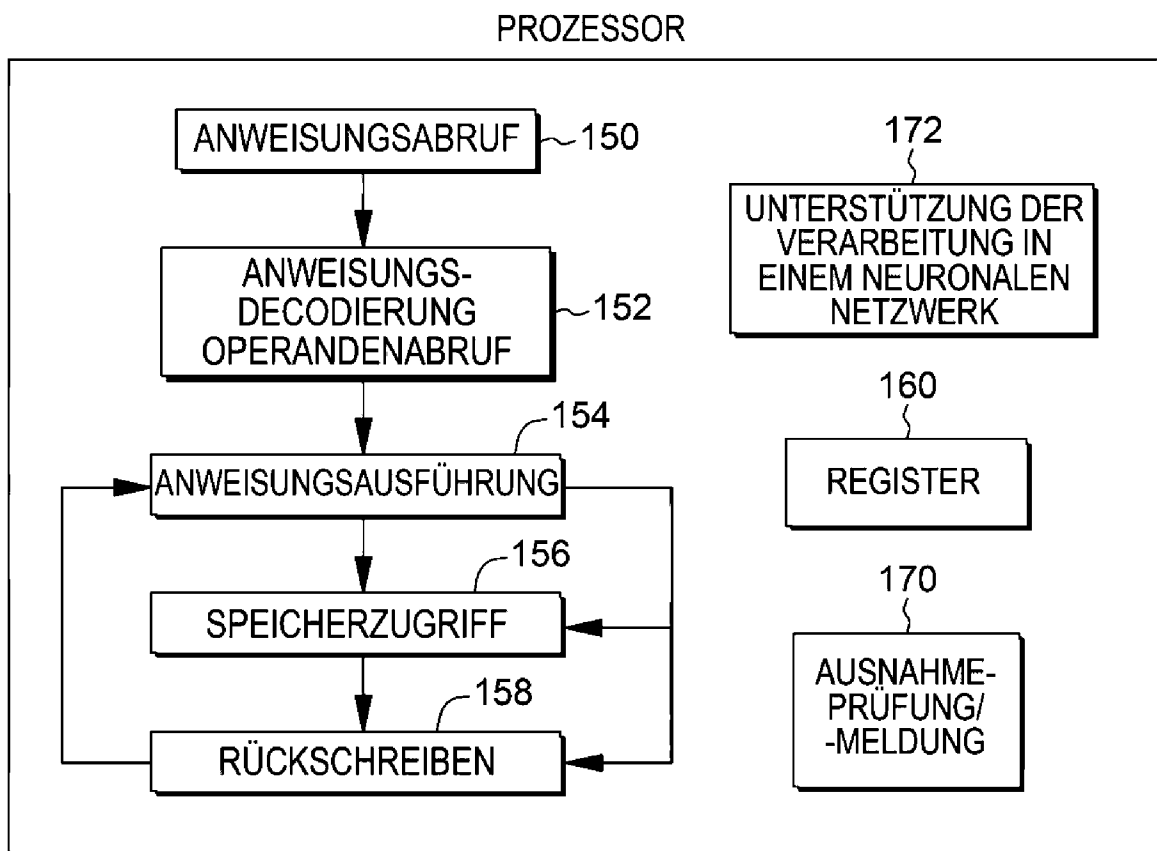 PROZESSOR
ANWEISUNGSABRUF
150
ANWEISUNGS-
DECODIERUNG
OPERANDENABRUF
152
154
ANWEISUNGSAUSFÜHRUNG
156
SPEICHERZUGRIFF
158
RÜCKSCHREIBEN
172
UNTERSTÜTZUNG DER
VERARBEITUNG IN
EINEM NEURONALEN
NETZWERK
160
REGISTER
170
AUSNAHME-
PRÜFUNG/
-MELDUNG